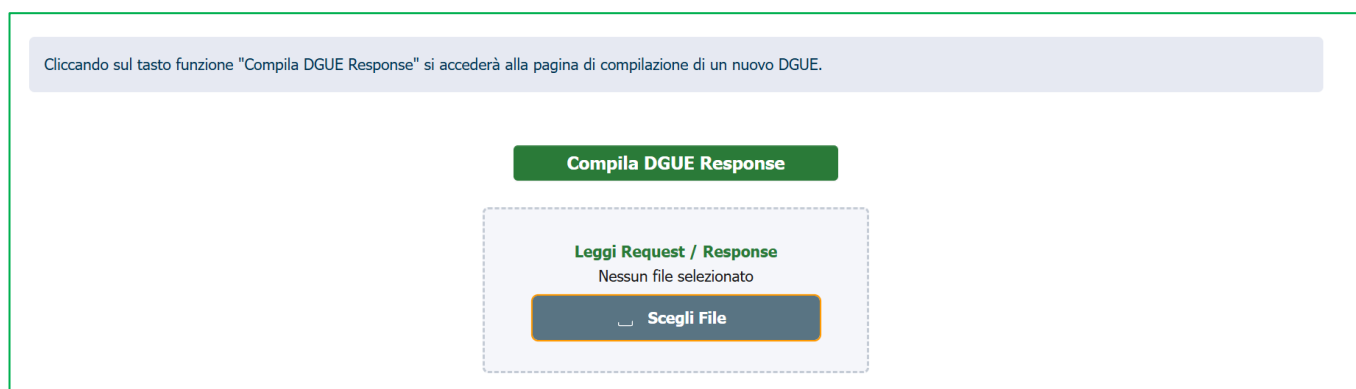 Cliccando sul tasto funzione "Compila DGUE Response" si accederà alla pagina di compilazione di un nuovo DGUE.
Compila DGUE Response
Leggi Request / Response
Nessun file selezionato
Scegli File